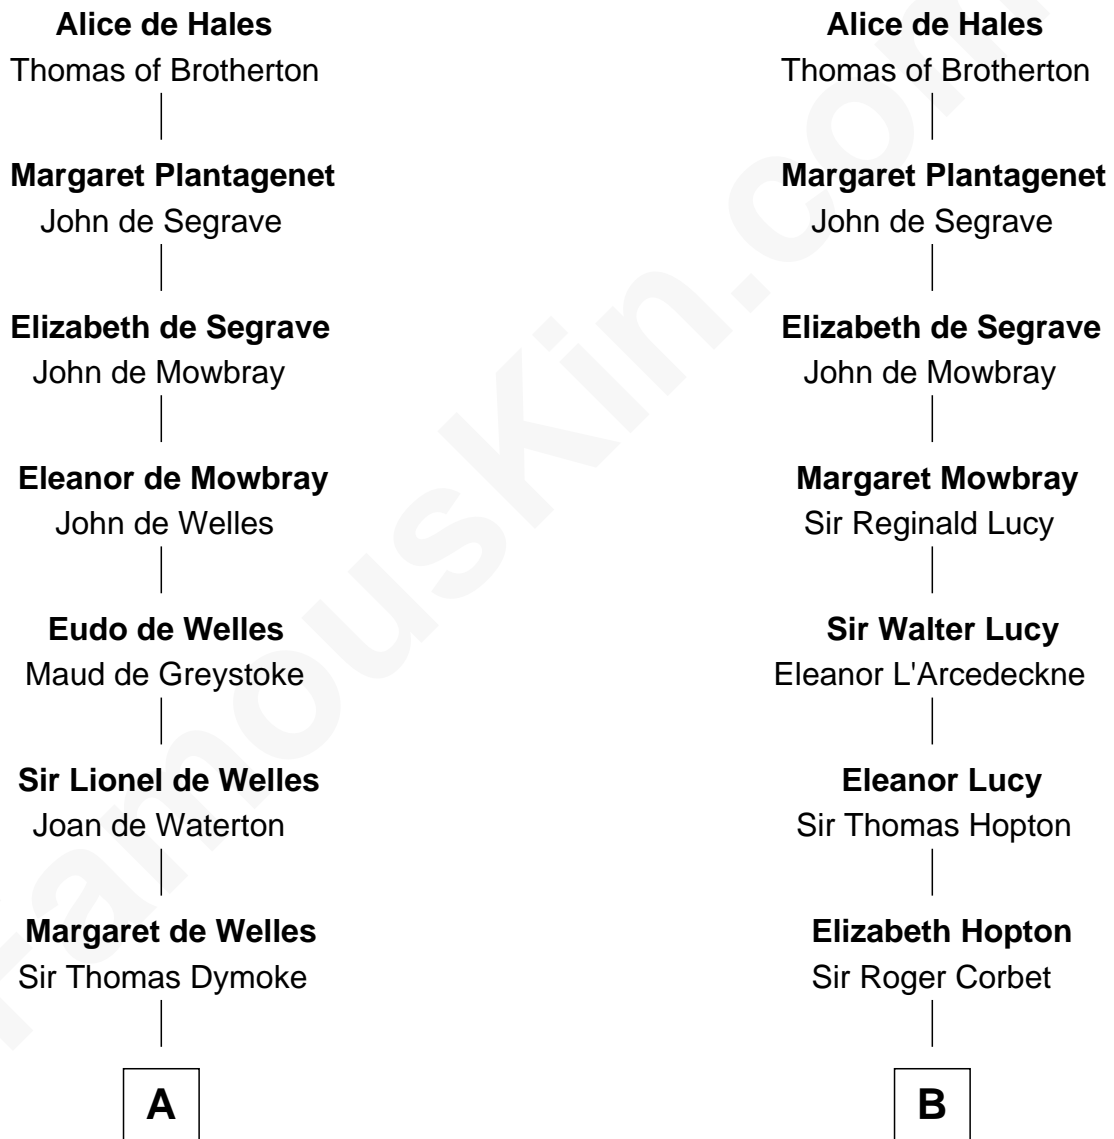 Alice de Hales
Thomas of Brotherton
Margaret Plantagenet
John de Segrave
Elizabeth de Segrave
John de Mowbray
Eleanor de Mowbray
John de Welles
Eudo de Welles
Maud de Greystoke
Sir Lionel de Welles
Joan de Waterton
Margaret de Welles
Sir Thomas Dymoke
A
Alice de Hales
Thomas of Brotherton
Margaret Plantagenet
John de Segrave
Elizabeth de Segrave
John de Mowbray
Margaret Mowbray
Sir Reginald Lucy
Sir Walter Lucy
Eleanor L'Arcedeckne
Eleanor Lucy
Sir Thomas Hopton
Elizabeth Hopton
Sir Roger Corbet
B
FamousKin.com